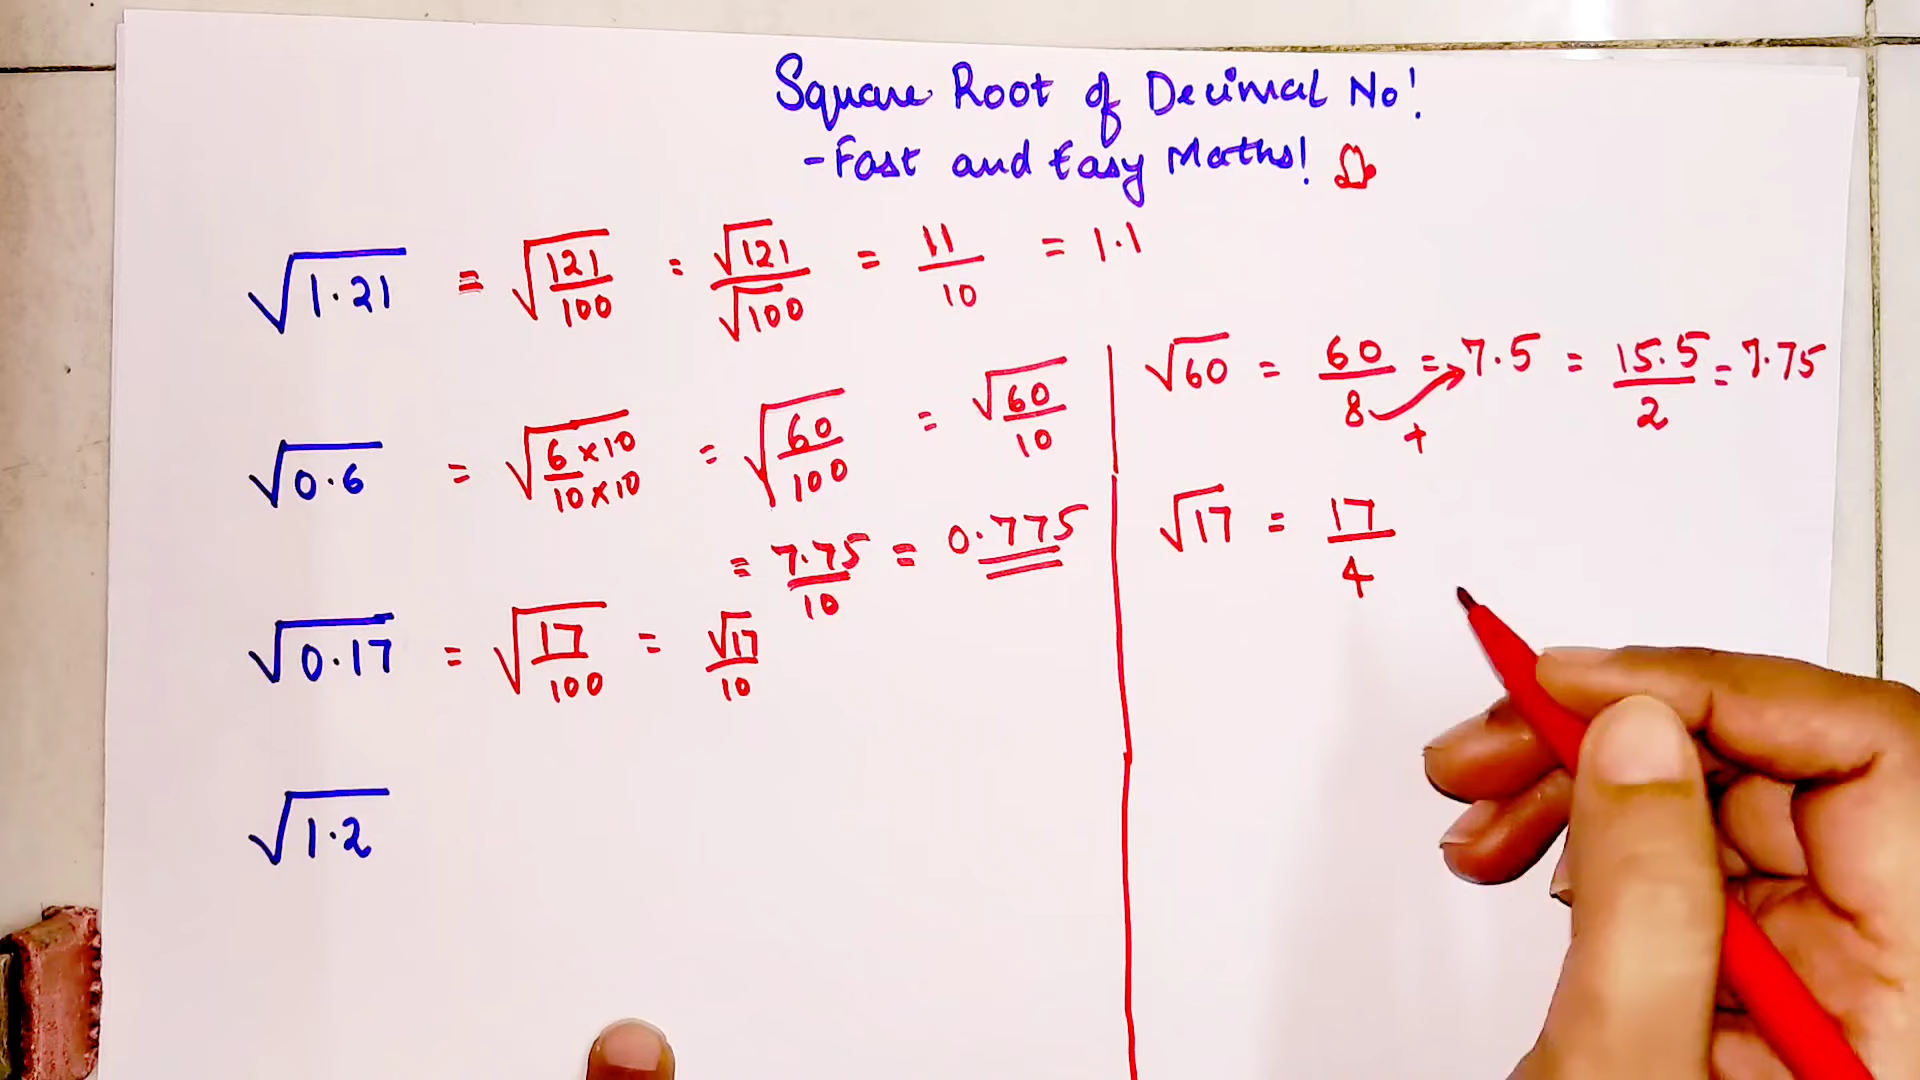 Square Root of Decimal No!
-Fast and Easy Maths!
√1.21 = √(121/100) = √121/√100 = 11/10 = 1.1
√0.6 = √(6×10/10×10) = √(60/100) = √60/10
= 7.75/10 = 0.775
√0.17 = √(17/100) = √17/10
√1.2
√60 = 60/8 = 7.5 = 15.5/2 = 7.75
+
√17 = 17/4